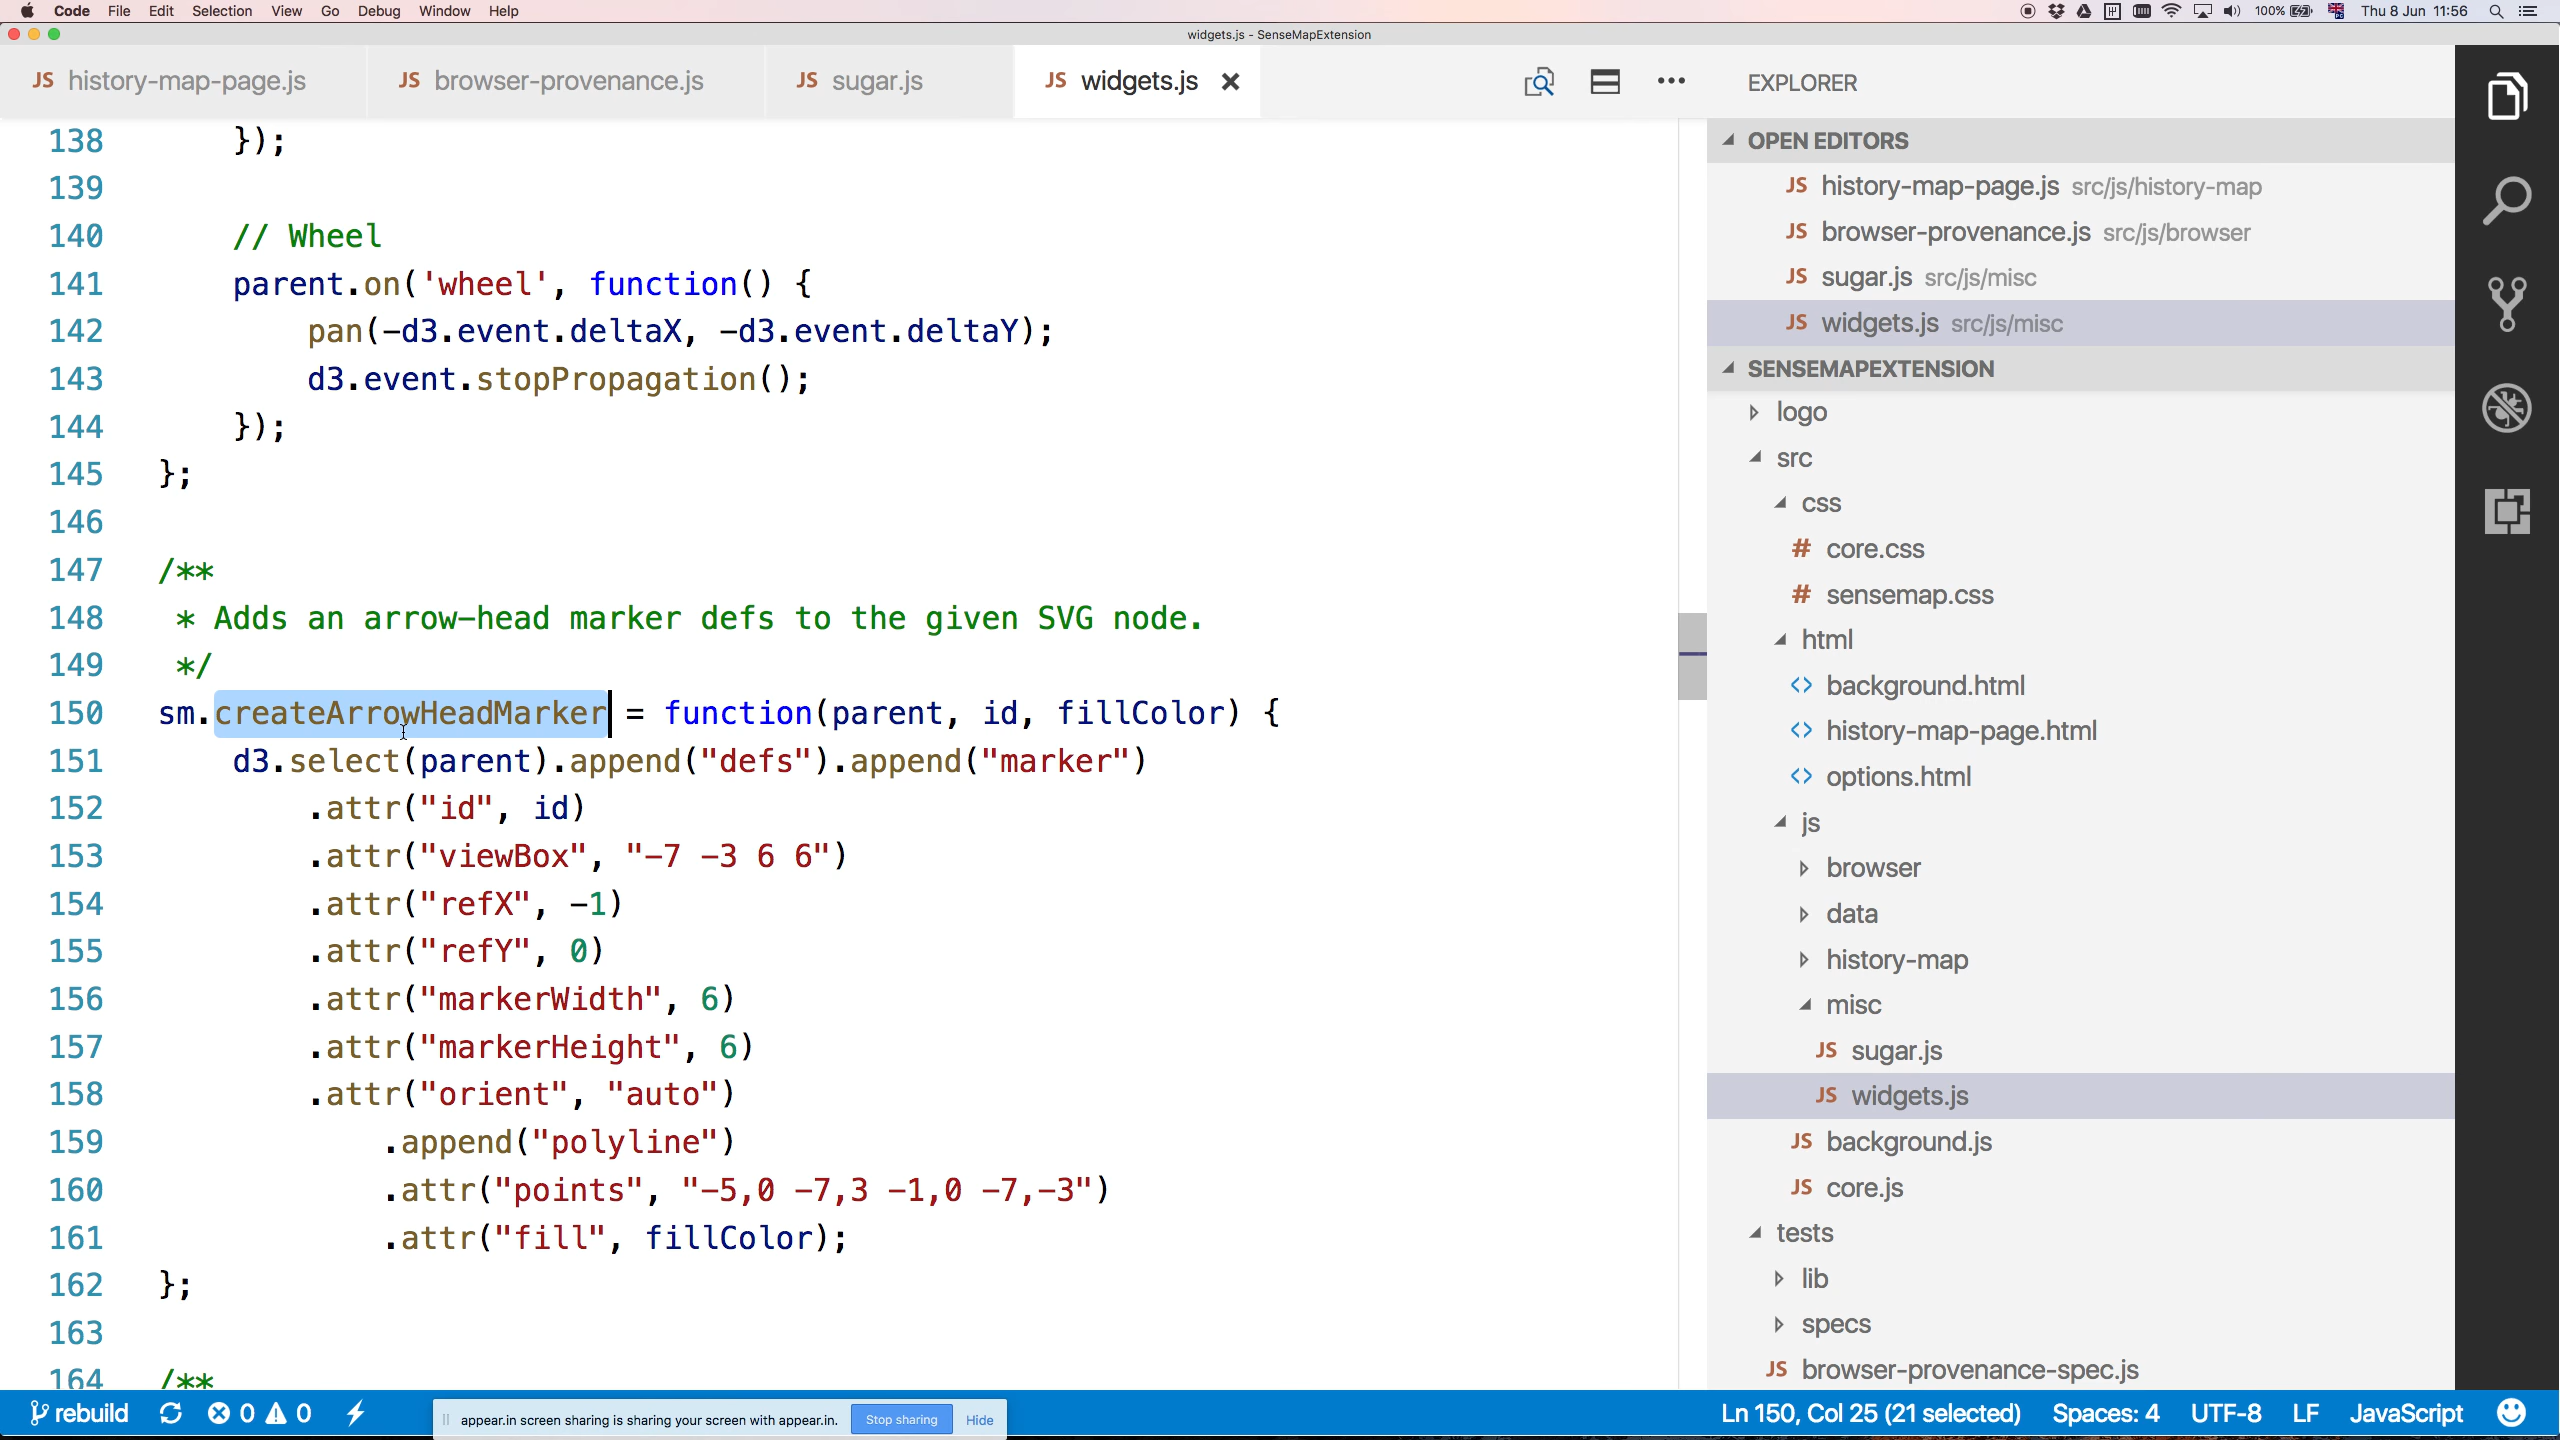 Code File Edit Selection View Go Debug Window Help 100% Thu 8 Jun 11:56
widgets.js - SenseMapExtension
JS history-map-page.js JS browser-provenance.js JS sugar.js JS widgets.js
138 });
139
140 // Wheel
141 parent.on('wheel', function() {
142 pan(-d3.event.deltaX, -d3.event.deltaY);
143 d3.event.stopPropagation();
144 });
145 };
146
147 /**
148 * Adds an arrow-head marker defs to the given SVG node.
149 */
150 sm.createArrowHeadMarker = function(parent, id, fillColor) {
151 d3.select(parent).append("defs").append("marker")
152 .attr("id", id)
153 .attr("viewBox", "-7 -3 6 6")
154 .attr("refX", -1)
155 .attr("refY", 0)
156 .attr("markerWidth", 6)
157 .attr("markerHeight", 6)
158 .attr("orient", "auto")
159 .append("polyline")
160 .attr("points", "-5,0 -7,3 -1,0 -7,-3")
161 .attr("fill", fillColor);
162 };
163
164 /**
EXPLORER
OPEN EDITORS
JS history-map-page.js src/js/history-map
JS browser-provenance.js src/js/browser
JS sugar.js src/js/misc
JS widgets.js src/js/misc
SENSEMAPEXTENSION
logo
src
css
# core.css
# sensemap.css
html
<> background.html
<> history-map-page.html
<> options.html
js
browser
data
history-map
misc
JS sugar.js
JS widgets.js
JS background.js
JS core.js
tests
lib
specs
JS browser-provenance-spec.js
rebuild 0 0
appear.in screen sharing is sharing your screen with appear.in. Stop sharing Hide
Ln 150, Col 25 (21 selected) Spaces: 4 UTF-8 LF JavaScript